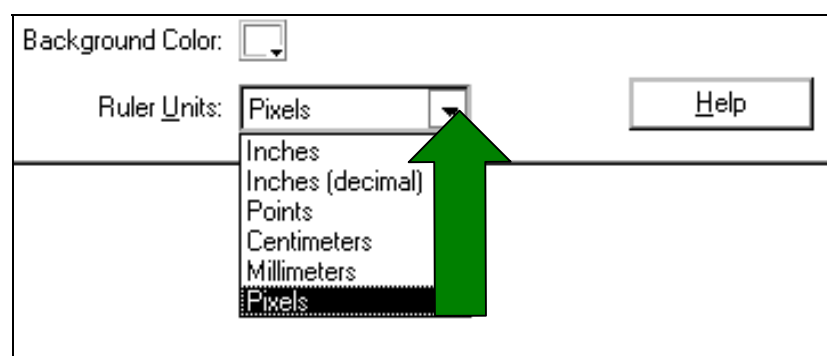 Background Color:
Ruler Units: Pixels Help
Inches
Inches (decimal)
Points
Centimeters
Millimeters
Pixels